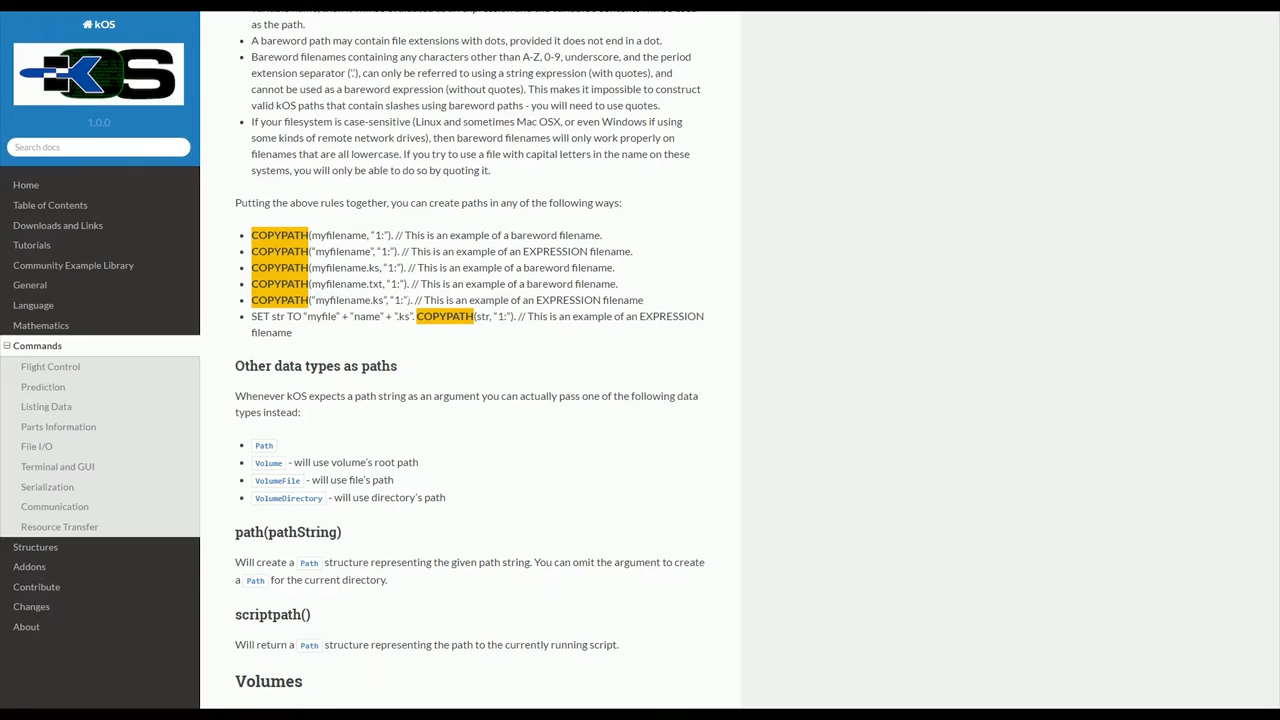 kOS
kOS
1.0.0
Search docs
Home
Table of Contents
Downloads and Links
Tutorials
Community Example Library
General
Language
Mathematics
Commands
Flight Control
Prediction
Listing Data
Parts Information
File I/O
Terminal and GUI
Serialization
Communication
Resource Transfer
Structures
Addons
Contribute
Changes
About
as the path.
• A bareword path may contain file extensions with dots, provided it does not end in a dot.
• Bareword filenames containing any characters other than A-Z, 0-9, underscore, and the period
extension separator (‘.’), can only be referred to using a string expression (with quotes), and
cannot be used as a bareword expression (without quotes). This makes it impossible to construct
valid kOS paths that contain slashes using bareword paths - you will need to use quotes.
• If your filesystem is case-sensitive (Linux and sometimes Mac OSX, or even Windows if using
some kinds of remote network drives), then bareword filenames will only work properly on
filenames that are all lowercase. If you try to use a file with capital letters in the name on these
systems, you will only be able to do so by quoting it.
Putting the above rules together, you can create paths in any of the following ways:
• COPYPATH(myfilename, “1:”). // This is an example of a bareword filename.
• COPYPATH(“myfilename”, “1:”). // This is an example of an EXPRESSION filename.
• COPYPATH(myfilename.ks, “1:”). // This is an example of a bareword filename.
• COPYPATH(myfilename.txt, “1:”). // This is an example of a bareword filename.
• COPYPATH(“myfilename.ks”, “1:”). // This is an example of an EXPRESSION filename
• SET str TO “myfile” + “name” + “.ks”. COPYPATH(str, “1:”). // This is an example of an EXPRESSION
filename
Other data types as paths
Whenever kOS expects a path string as an argument you can actually pass one of the following data
types instead:
• Path
• Volume - will use volume’s root path
• VolumeFile - will use file’s path
• VolumeDirectory - will use directory’s path
path(pathString)
Will create a Path structure representing the given path string. You can omit the argument to create
a Path for the current directory.
scriptpath()
Will return a Path structure representing the path to the currently running script.
Volumes